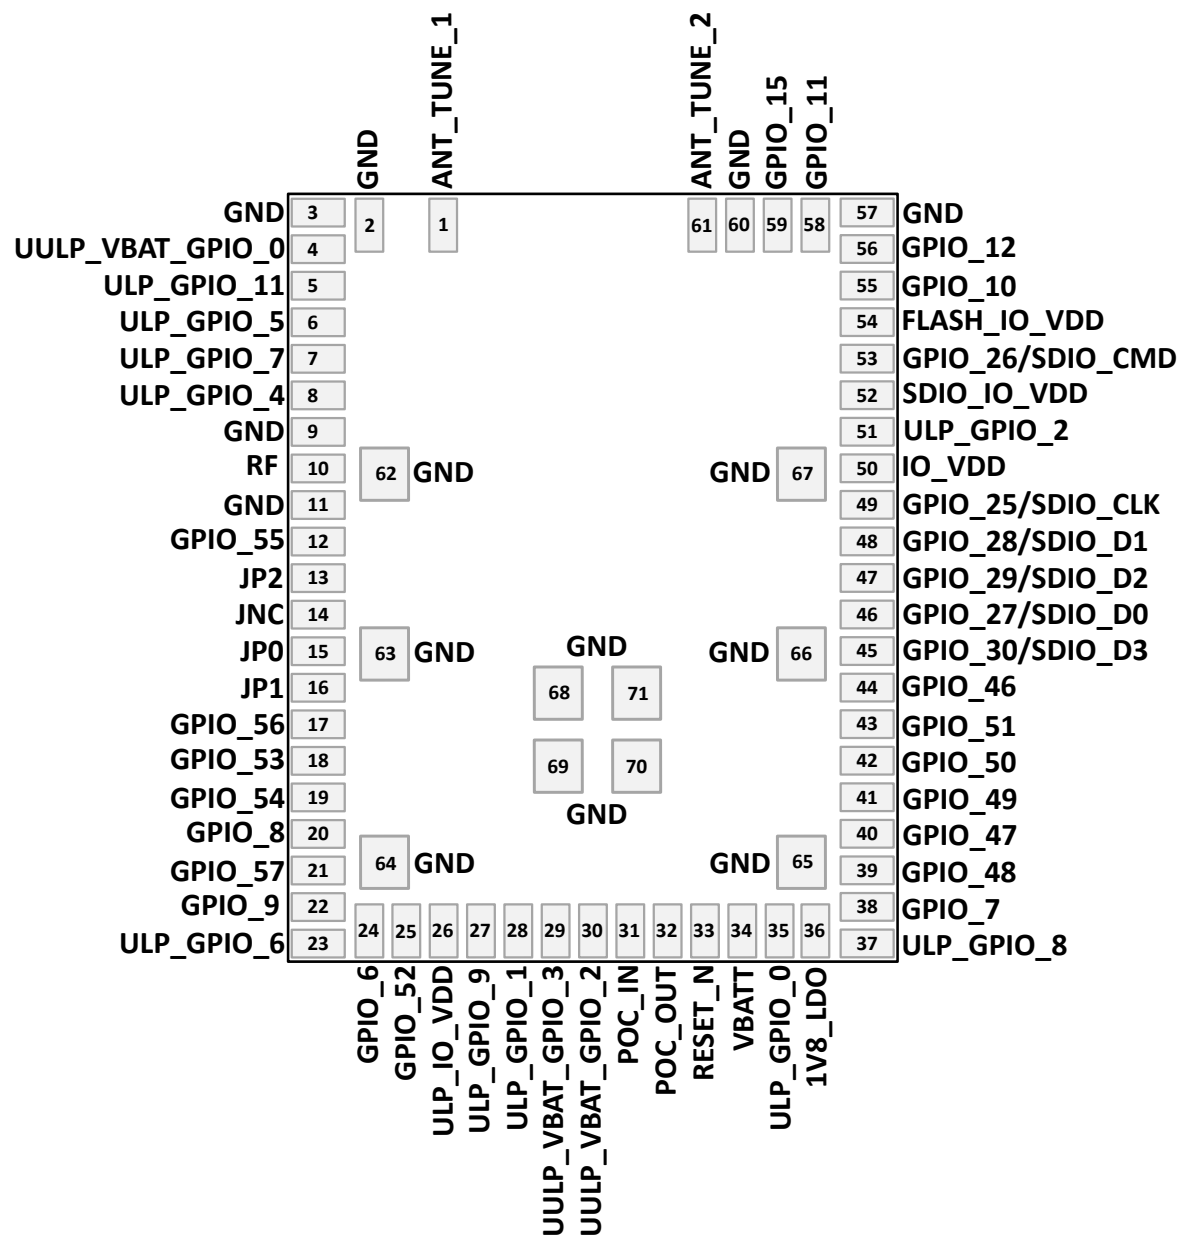 ANT_TUNE_1
ANT_TUNE_2
GND
GND
GPIO_15
GPIO_11
2
1
61
60
59
58
GND 3
57 GND
UULP_VBAT_GPIO_0 4
56 GPIO_12
ULP_GPIO_11 5
55 GPIO_10
ULP_GPIO_5 6
54 FLASH_IO_VDD
ULP_GPIO_7 7
53 GPIO_26/SDIO_CMD
ULP_GPIO_4 8
52 SDIO_IO_VDD
GND 9
51 ULP_GPIO_2
RF 10
62 GND
GND 67
50 IO_VDD
GND 11
49 GPIO_25/SDIO_CLK
GPIO_55 12
48 GPIO_28/SDIO_D1
JP2 13
47 GPIO_29/SDIO_D2
JNC 14
46 GPIO_27/SDIO_D0
JP0 15
63 GND
GND
GND 66
45 GPIO_30/SDIO_D3
JP1 16
68
71
44 GPIO_46
GPIO_56 17
43 GPIO_51
GPIO_53 18
69
70
42 GPIO_50
GPIO_54 19
GND
41 GPIO_49
GPIO_8 20
40 GPIO_47
GPIO_57 21
64 GND
GND 65
39 GPIO_48
GPIO_9 22
38 GPIO_7
ULP_GPIO_6 23
37 ULP_GPIO_8
24
25
26
27
28
29
30
31
32
33
34
35
36
GPIO_6
GPIO_52
ULP_IO_VDD
ULP_GPIO_9
ULP_GPIO_1
UULP_VBAT_GPIO_3
UULP_VBAT_GPIO_2
POC_IN
POC_OUT
RESET_N
VBATT
ULP_GPIO_0
1V8_LDO